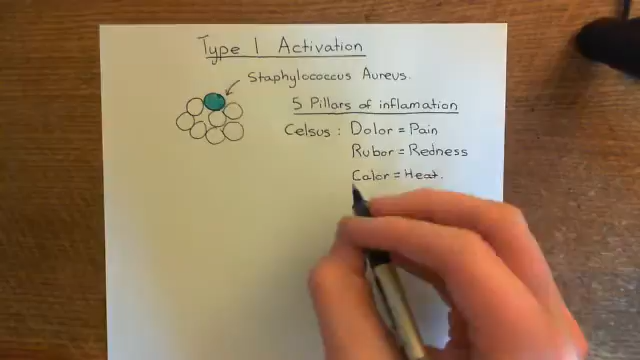 Type 1 Activation
Staphylococcus Aureus.
5 Pillars of inflamation
Celsus : Dolor = Pain
Rubor = Redness
Calor = Heat.